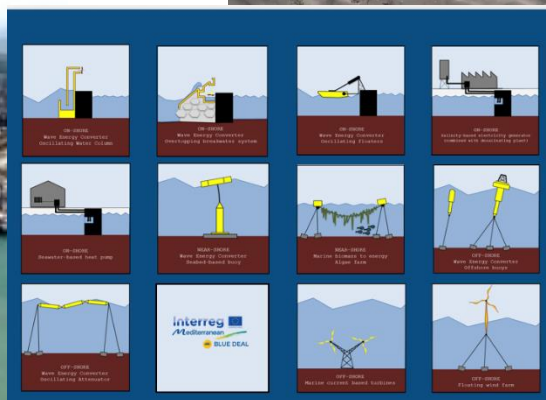 ON-SHORE
Wave Energy Converter
Oscillating Water Column
ON-SHORE
Wave Energy Converter
Overtopping breakwater system
ON-SHORE
Wave Energy Converter
Oscillating Floaters
ON-SHORE
Salinity-based electricity generator
(combined with desalinating plant)
ON-SHORE
Seawater-based heat pump
NEAR-SHORE
Wave Energy Converter
Seabed-based buoy
NEAR-SHORE
Marine Biomass to energy
Algae farm
OFF-SHORE
Wave Energy Converter
Offshore buoys
OFF-SHORE
Wave Energy Converter
Oscillating Attenuator
Interreg
Mediterranean
BLUE DEAL
OFF-SHORE
Marine current based turbines
OFF-SHORE
Floating wind farm